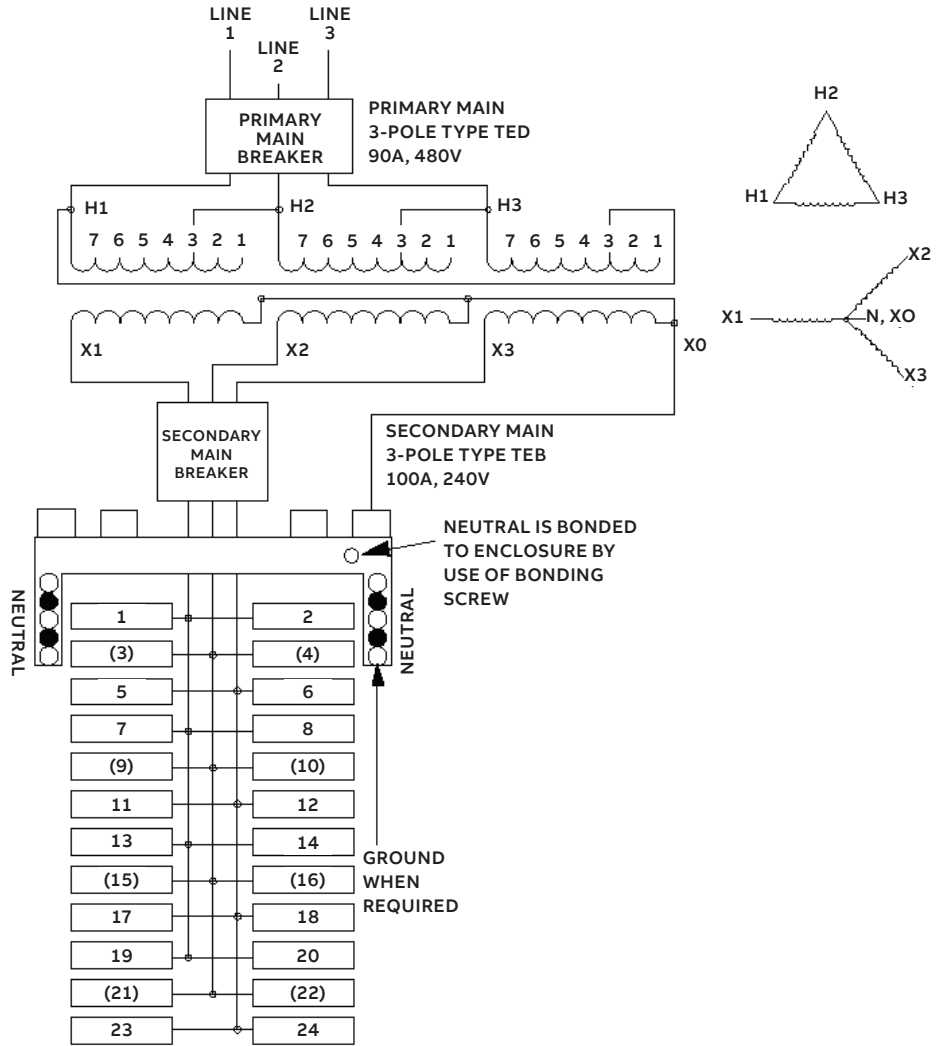 LINE
1
LINE
2
LINE
3
PRIMARY
MAIN
BREAKER
PRIMARY MAIN
3-POLE TYPE TED
90A, 480V
H1
H2
H3
7 6 5 4 3 2 1
7 6 5 4 3 2 1
7 6 5 4 3 2 1
X1
X2
X3
X0
SECONDARY
MAIN
BREAKER
SECONDARY MAIN
3-POLE TYPE TEB
100A, 240V
NEUTRAL IS BONDED
TO ENCLOSURE BY
USE OF BONDING
SCREW
NEUTRAL
NEUTRAL
1 2
(3) (4)
5 6
7 8
(9) (10)
11 12
13 14
(15) (16)
17 18
19 20
(21) (22)
23 24
GROUND
WHEN
REQUIRED
H2
H1 H3
X2
X1 N, XO
X3